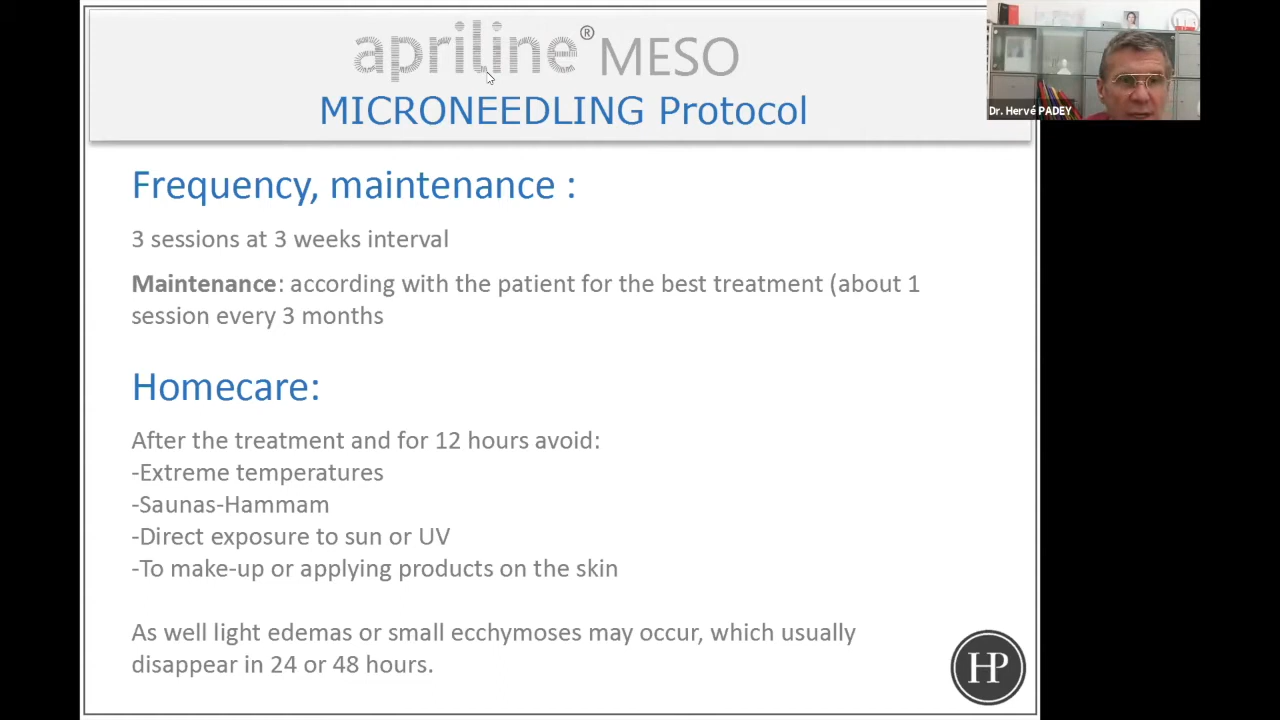 apriline® MESO
MICRONEEDLING Protocol
Dr. Hervé PADEY
Frequency, maintenance :
3 sessions at 3 weeks interval
Maintenance: according with the patient for the best treatment (about 1
session every 3 months
Homecare:
After the treatment and for 12 hours avoid:
-Extreme temperatures
-Saunas-Hammam
-Direct exposure to sun or UV
-To make-up or applying products on the skin
As well light edemas or small ecchymoses may occur, which usually
disappear in 24 or 48 hours.
HP